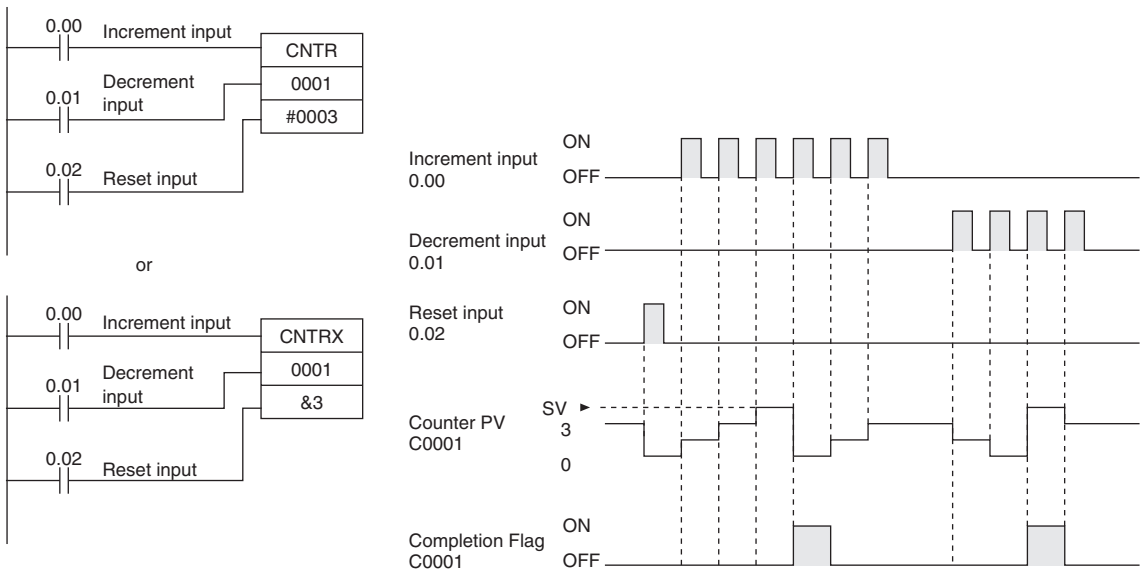 0.00
Increment input
CNTR
0.01
Decrement
input
0001
#0003
0.02
Reset input
or
0.00
Increment input
CNTRX
0.01
Decrement
input
0001
&3
0.02
Reset input
Increment input
0.00
ON
OFF
Decrement input
0.01
ON
OFF
Reset input
0.02
ON
OFF
Counter PV
C0001
SV
3
0
Completion Flag
C0001
ON
OFF